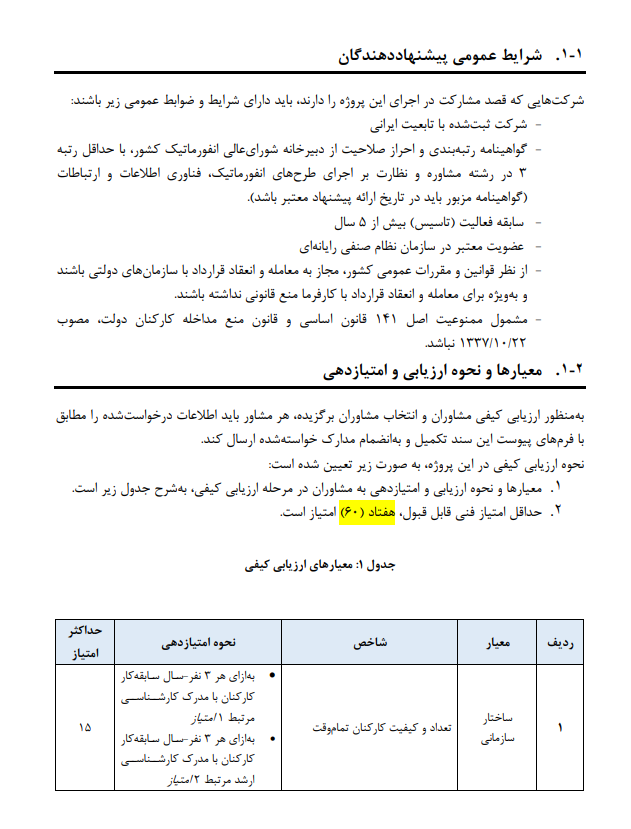 ۱-۱. شرایط عمومی پیشنهاددهندگان
شرکت‌هایی که قصد مشارکت در اجرای این پروژه را دارند، باید دارای شرایط و ضوابط عمومی زیر باشند:
- شرکت ثبت‌شده با تابعیت ایرانی
- گواهینامه رتبه‌بندی و احراز صلاحیت از دبیرخانه شورای‌عالی انفورماتیک کشور، با حداقل رتبه
۳ در رشته مشاوره و نظارت بر اجرای طرح‌های انفورماتیک، فناوری اطلاعات و ارتباطات
(گواهینامه مزبور باید در تاریخ ارائه پیشنهاد معتبر باشد).
- سابقه فعالیت (تاسیس) بیش از ۵ سال
- عضویت معتبر در سازمان نظام صنفی رایانه‌ای
- از نظر قوانین و مقررات عمومی کشور، مجاز به معامله و انعقاد قرارداد با سازمان‌های دولتی باشند
و به‌ویژه برای معامله و انعقاد قرارداد با کارفرما منع قانونی نداشته باشند.
- مشمول ممنوعیت اصل ۱۴۱ قانون اساسی و قانون منع مداخله کارکنان دولت، مصوب
۱۳۳۷/۱۰/۲۲ نباشد.
۱-۲. معیارها و نحوه ارزیابی و امتیازدهی
به‌منظور ارزیابی کیفی مشاوران و انتخاب مشاوران برگزیده، هر مشاور باید اطلاعات درخواست‌شده را مطابق
با فرم‌های پیوست این سند تکمیل و به‌انضمام مدارک خواسته‌شده ارسال کند.
نحوه ارزیابی کیفی در این پروژه، به صورت زیر تعیین شده است:
۱. معیارها و نحوه ارزیابی و امتیازدهی به مشاوران در مرحله ارزیابی کیفی، به‌شرح جدول زیر است.
۲. حداقل امتیاز فنی قابل قبول، هفتاد (۶۰) امتیاز است.
جدول ۱: معیارهای ارزیابی کیفی
ردیف معیار شاخص نحوه امتیازدهی حداکثر
امتیاز
۱
ساختار
سازمانی
تعداد و کیفیت کارکنان تمام‌وقت
• به‌ازای هر ۳ نفر-سال سابقه‌کار
کارکنان با مدرک کارشناسی
مرتبط ۱ امتیاز
• به‌ازای هر ۳ نفر-سال سابقه‌کار
کارکنان با مدرک کارشناسی
ارشد مرتبط ۲ امتیاز
۱۵